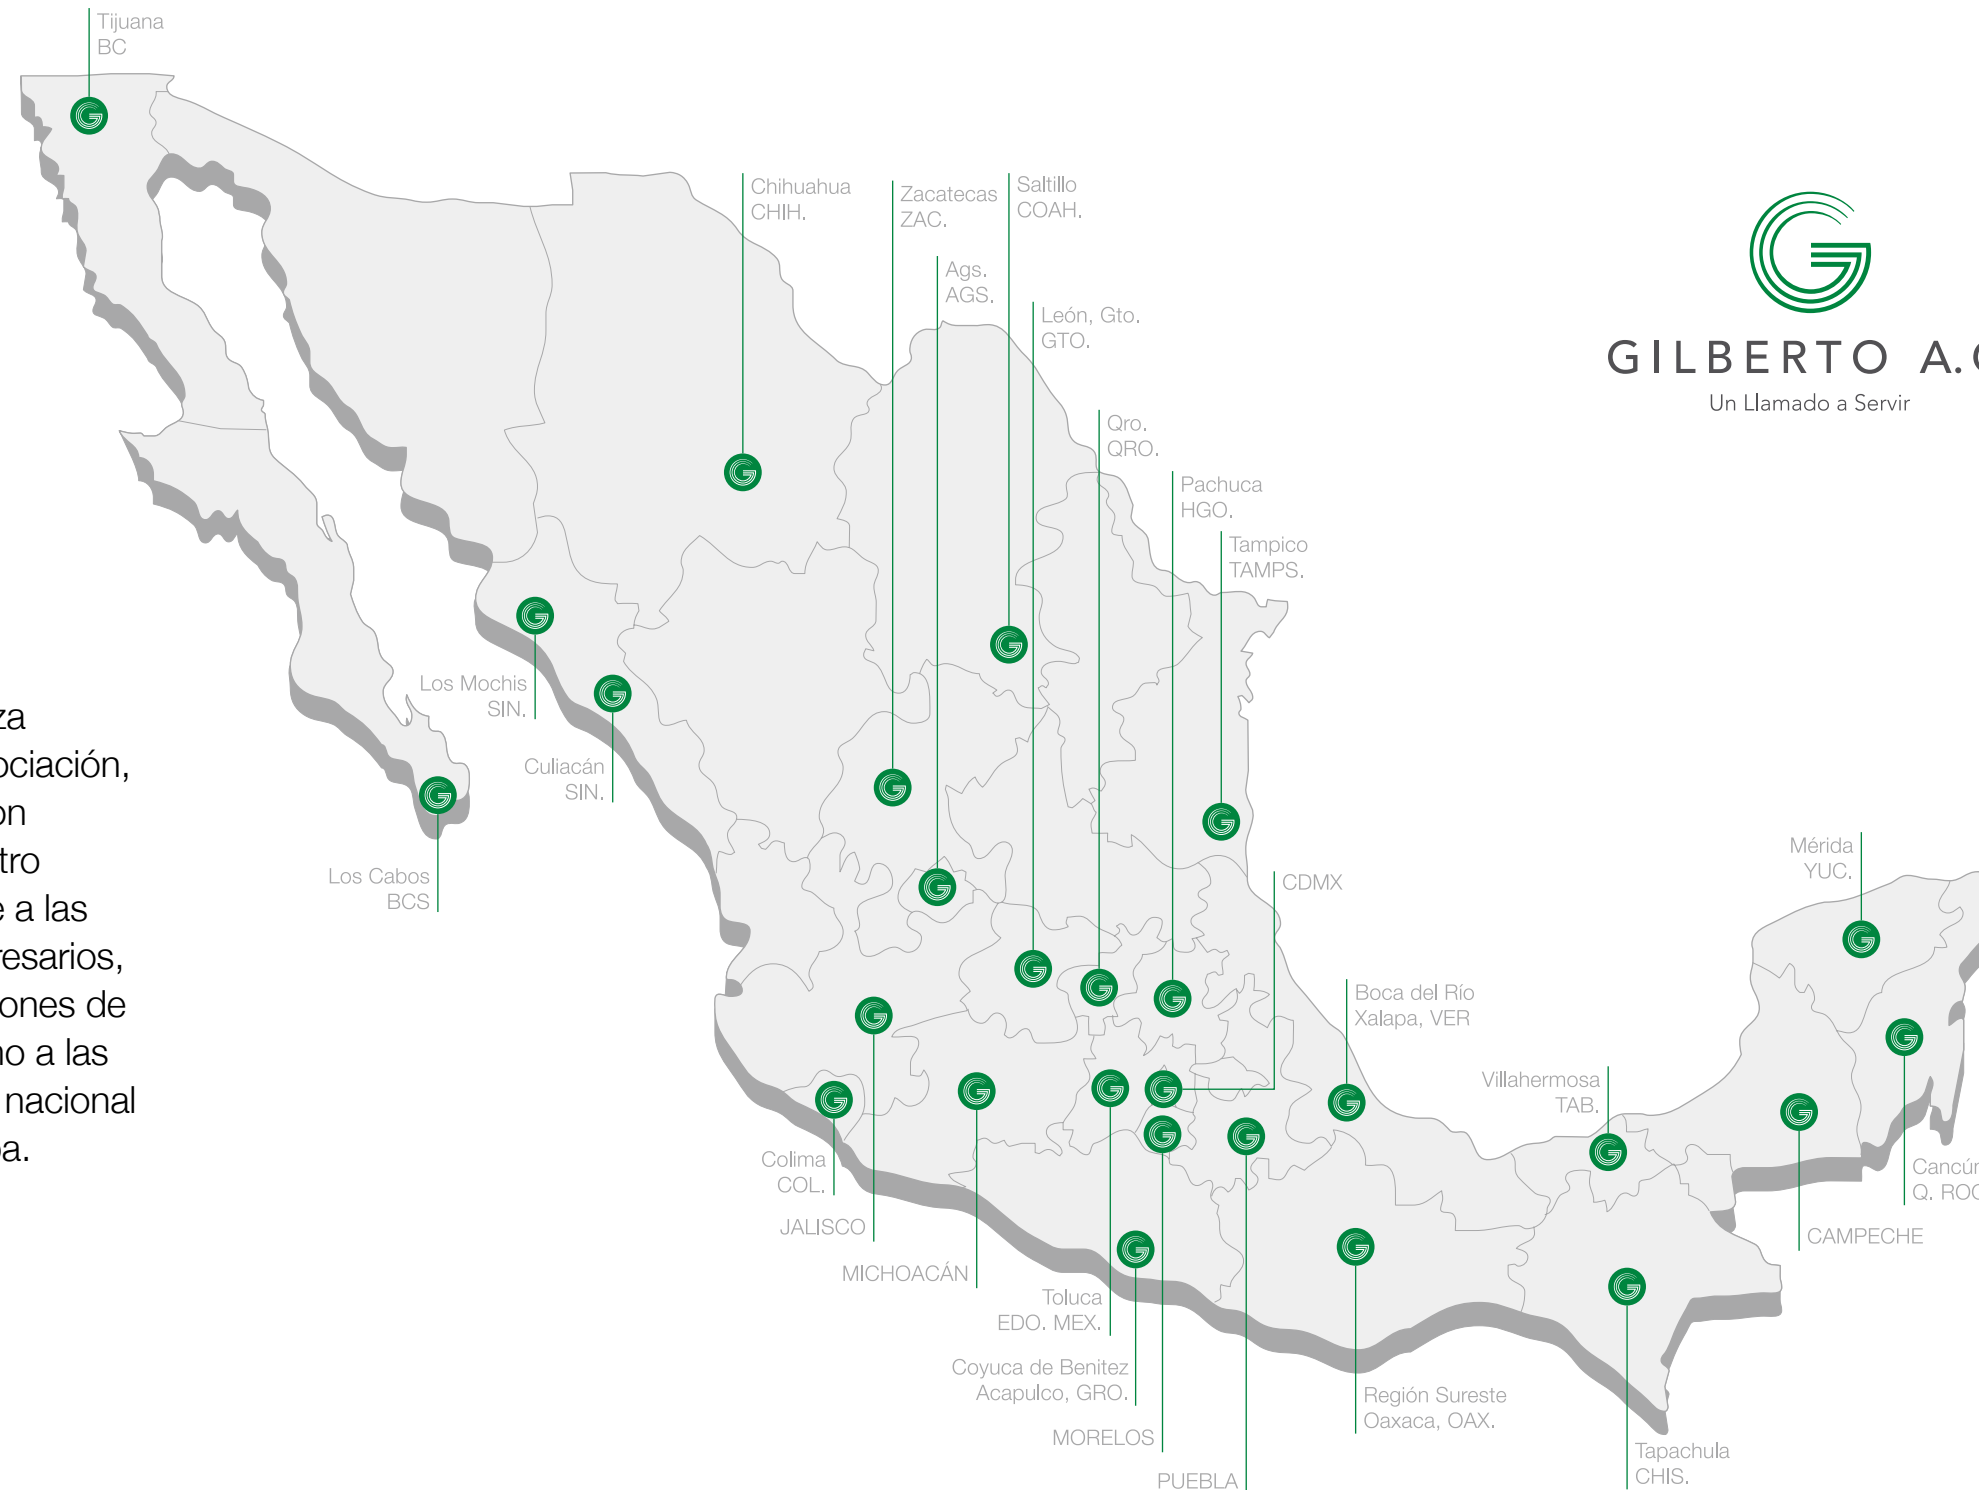 Tijuana
BC
Chihuahua
CHIH.
Zacatecas
ZAC.
Saltillo
COAH.
Ags.
AGS.
León, Gto.
GTO.
Qro.
QRO.
Pachuca
HGO.
Tampico
TAMPS.
GILBERTO A.
Un Llamado a Servir
Los Mochis
SIN.
Culiacán
SIN.
Los Cabos
BCS
za
ociación,
on
tro
e a las
resarios,
ones de
no a las
nacional
oa.
CDMX
Mérida
YUC.
Boca del Río
Xalapa, VER
Villahermosa
TAB.
Cancún
Q. ROO
CAMPECHE
Colima
COL.
JALISCO
MICHOACÁN
Toluca
EDO. MEX.
Coyuca de Benitez
Acapulco, GRO.
MORELOS
PUEBLA
Región Sureste
Oaxaca, OAX.
Tapachula
CHIS.